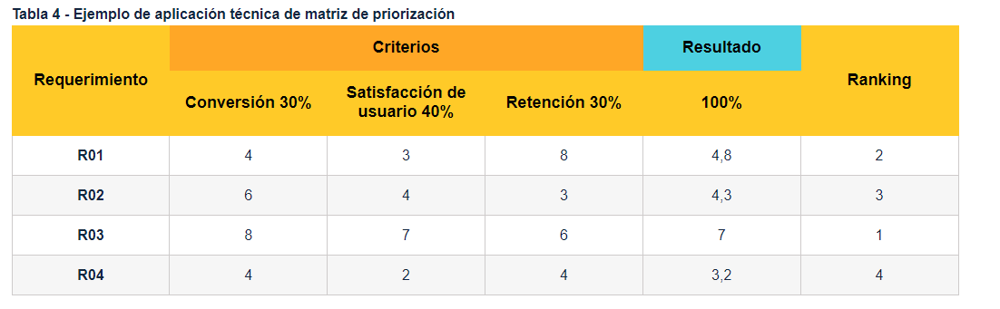 Tabla 4 - Ejemplo de aplicación técnica de matriz de priorización
Requerimiento Criterios Resultado Ranking
Conversión 30% Satisfacción de usuario 40% Retención 30% 100%
R01 4 3 8 4,8 2
R02 6 4 3 4,3 3
R03 8 7 6 7 1
R04 4 2 4 3,2 4